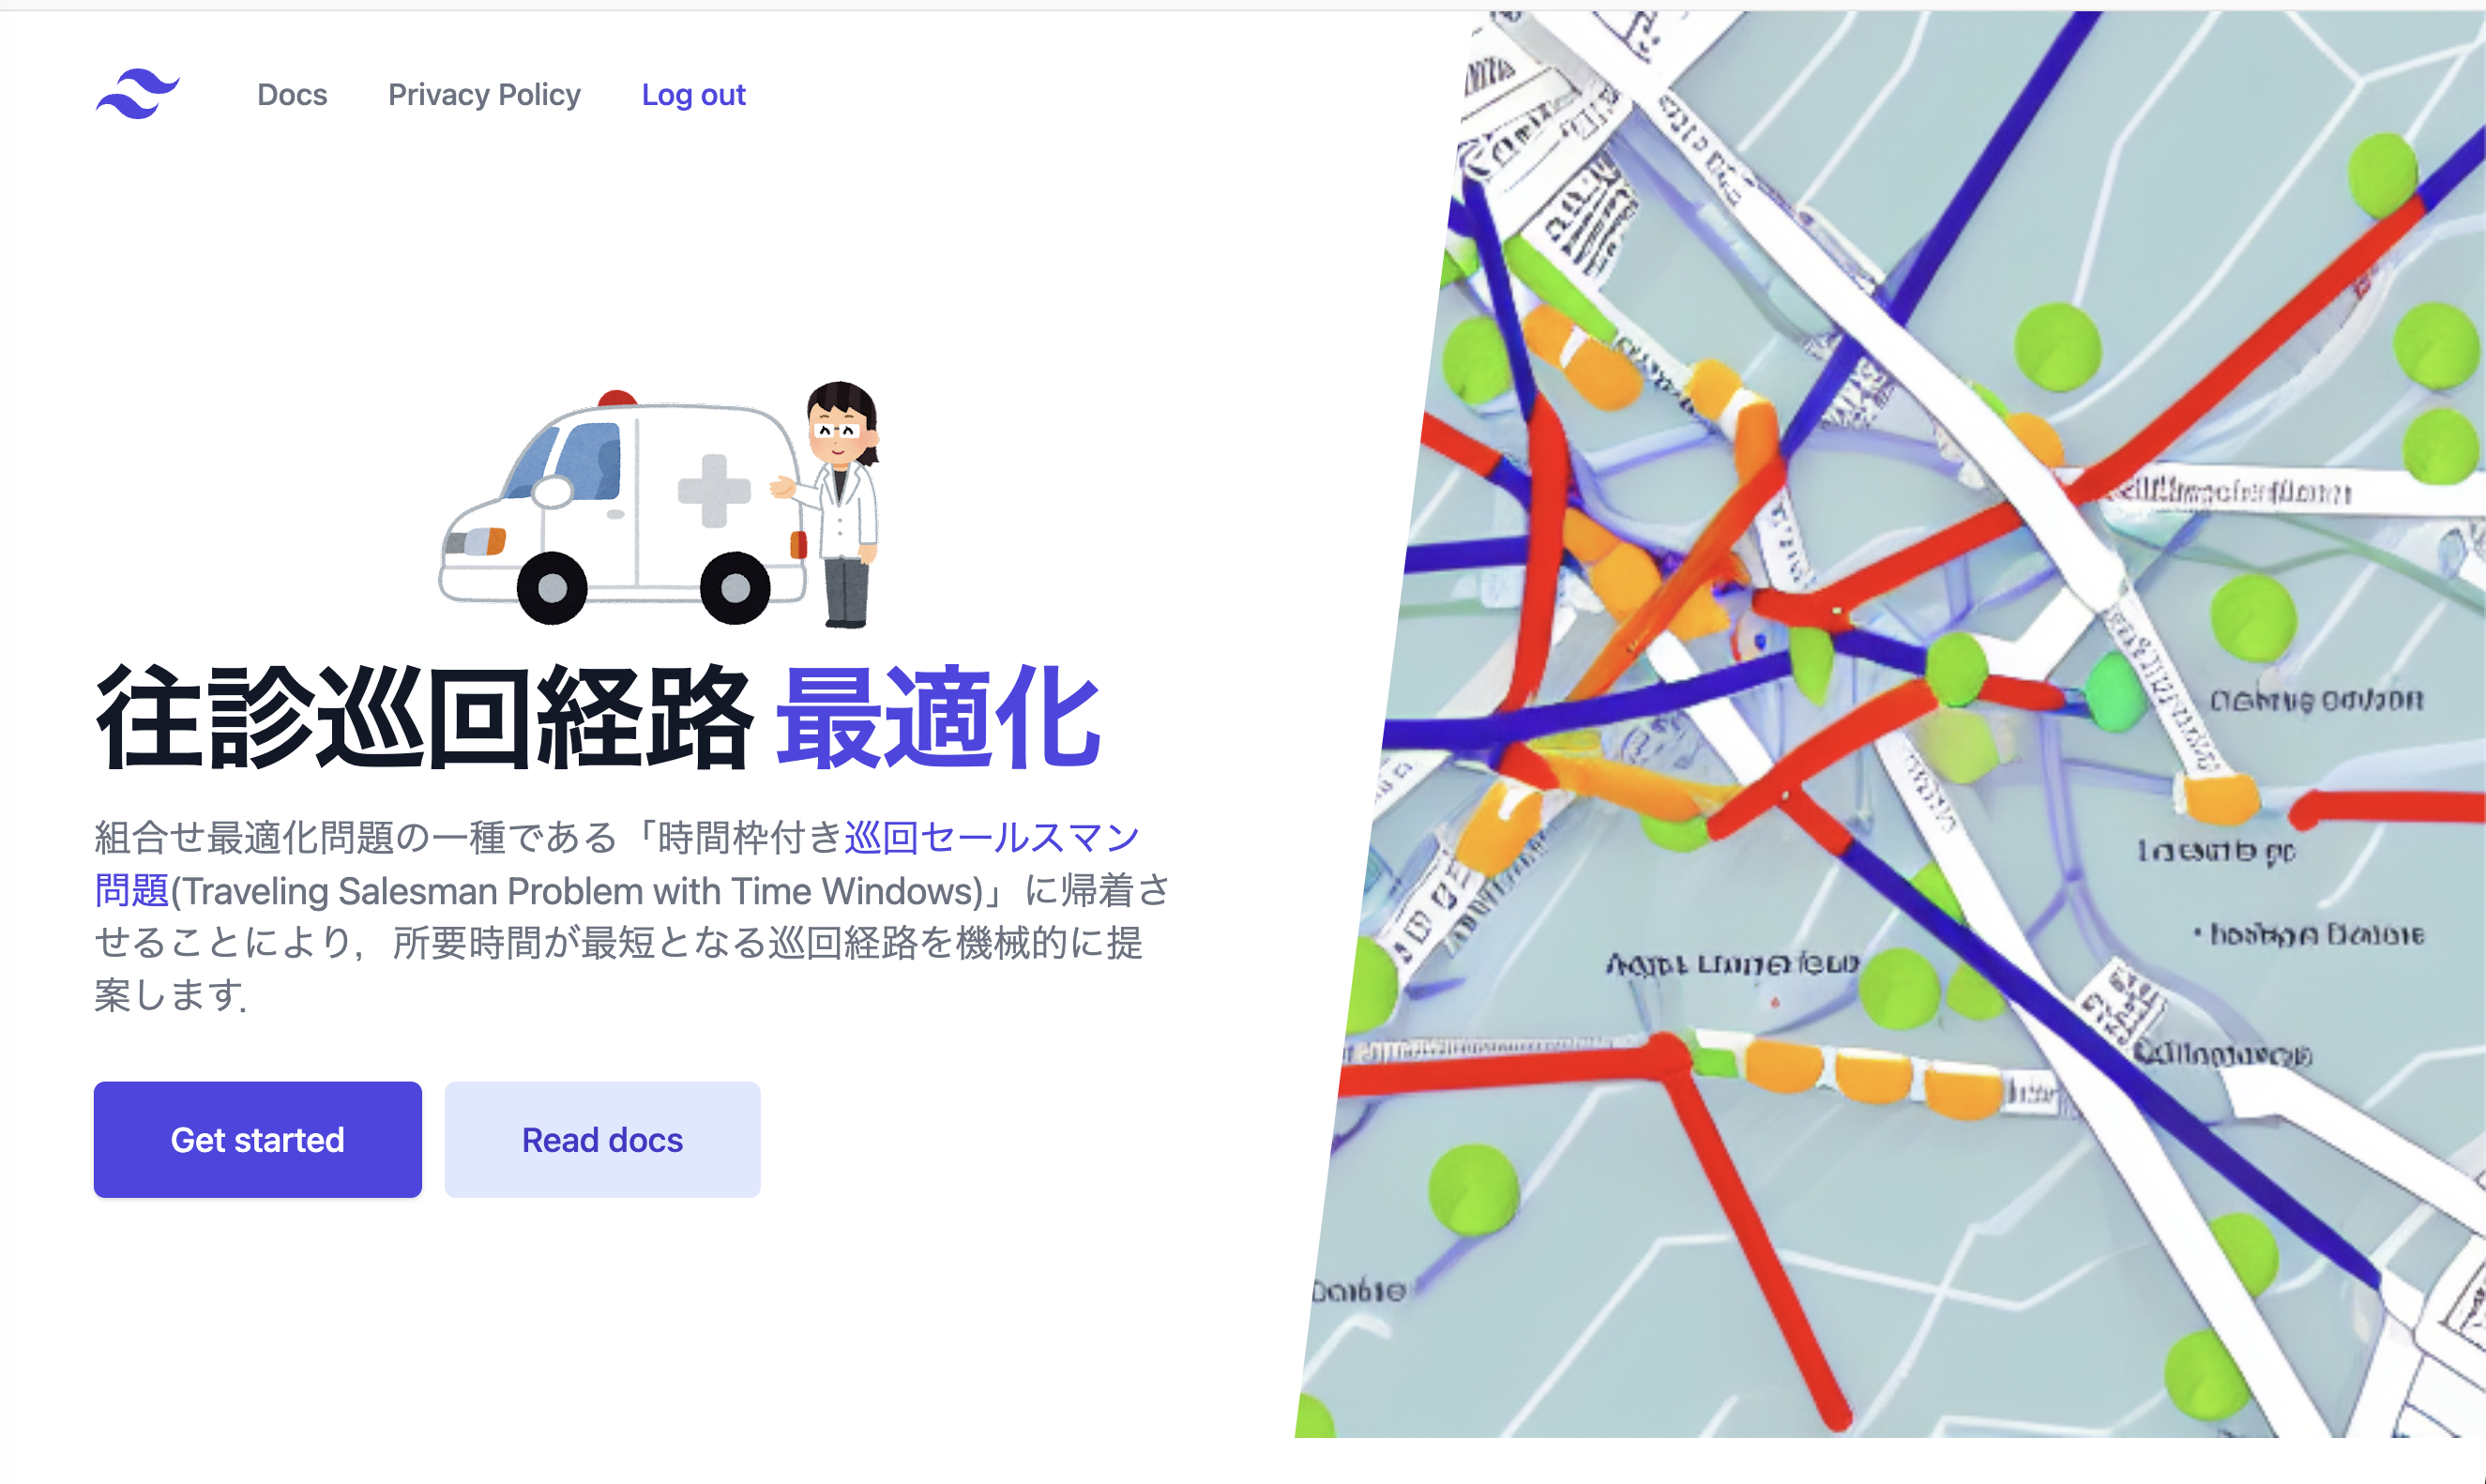 Docs
Privacy Policy
Log out
往診巡回経路 最適化
組合せ最適化問題の一種である「時間枠付き巡回セールスマン
問題(Traveling Salesman Problem with Time Windows)」に帰着さ
せることにより，所要時間が最短となる巡回経路を機械的に提
案します．
Get started
Read docs